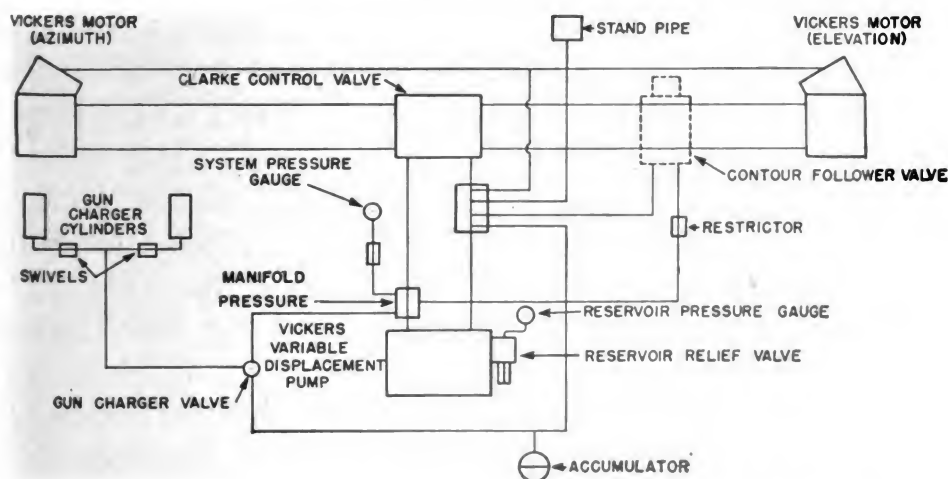 VICKERS MOTOR
(AZIMUTH)
STAND PIPE
VICKERS MOTOR
(ELEVATION)
CLARKE CONTROL VALVE
SYSTEM PRESSURE
GAUGE
CONTOUR FOLLOWER VALVE
GUN
CHARGER
CYLINDERS
RESTRICTOR
SWIVELS
MANIFOLD
PRESSURE
RESERVOIR PRESSURE GAUGE
VICKERS
VARIABLE
DISPLACEMENT
PUMP
RESERVOIR RELIEF VALVE
GUN CHARGER VALVE
ACCUMULATOR